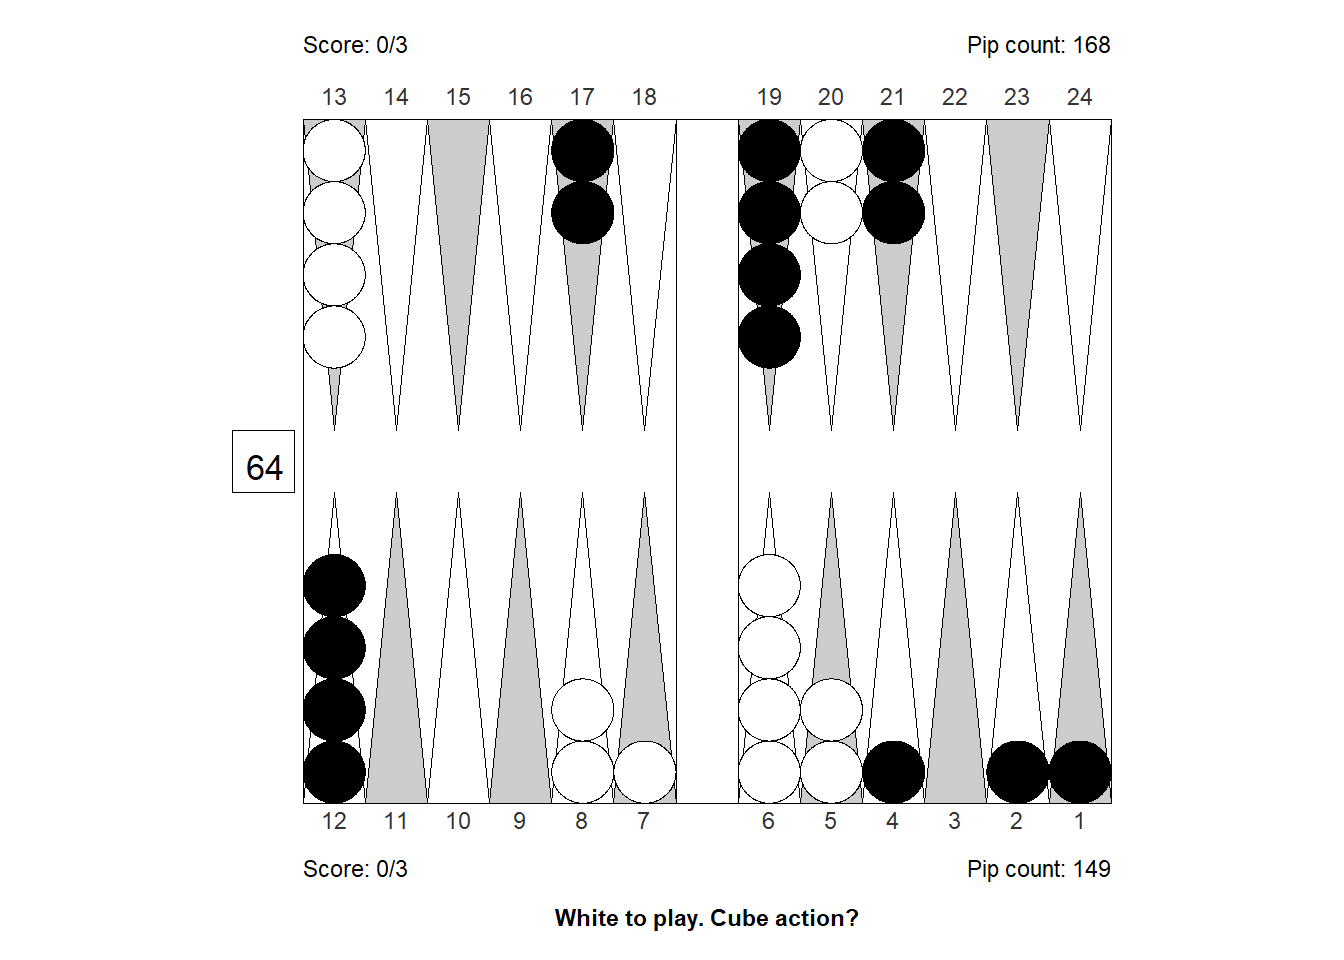 Score: 0/3 Pip count: 168
13 14 15 16 17 18 19 20 21 22 23 24
64
12 11 10 9 8 7 6 5 4 3 2 1
Score: 0/3 Pip count: 149
White to play. Cube action?